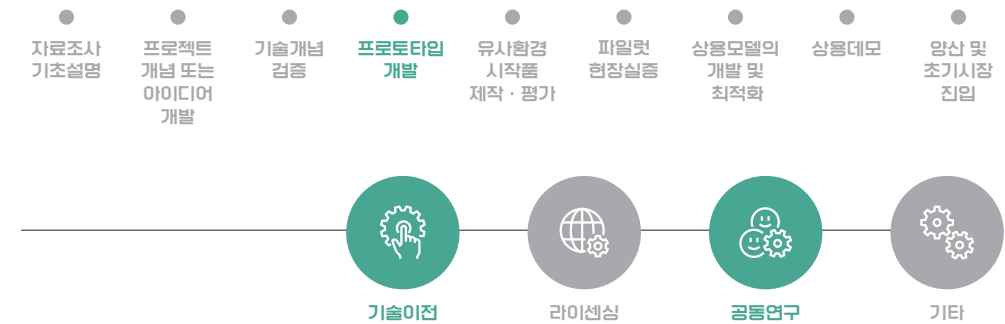 자료조사
기초설명
프로젝트
개념 또는
아이디어
개발
기술개념
검증
프로토타입
개발
유사환경
시작품
제작 · 평가
파일럿
현장실증
상용모델의
개발 및
최적화
상용데모
양산 및
초기시장
진입
기술이전
라이센싱
공동연구
기타